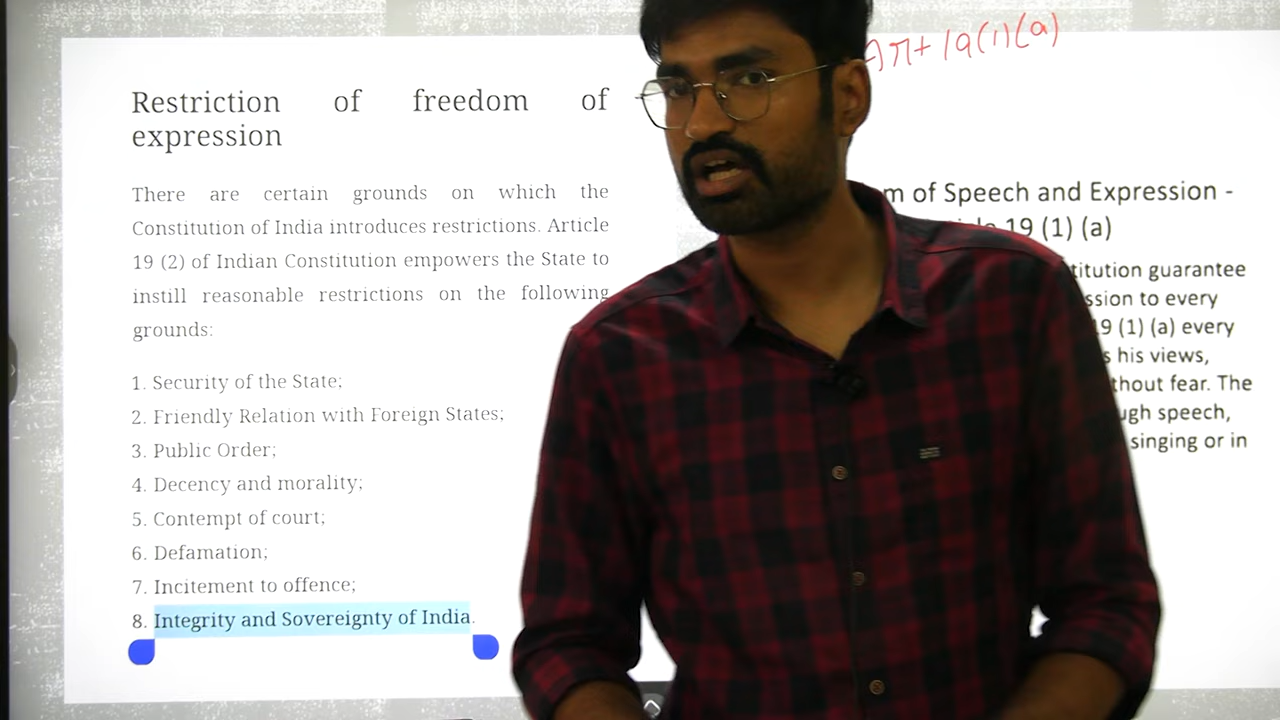 Restriction of freedom of
expression
There are certain grounds on which the
Constitution of India introduces restrictions. Article
19 (2) of Indian Constitution empowers the State to
instill reasonable restrictions on the following
grounds:
1. Security of the State;
2. Friendly Relation with Foreign States;
3. Public Order;
4. Decency and morality;
5. Contempt of court;
6. Defamation;
7. Incitement to offence;
8. Integrity and Sovereignty of India.
Art 19(1)(a)
of Speech and Expression -
19 (1) (a)
guarantee
to every
19 (1) (a) every
his views,
fear. The
speech,
singing or in